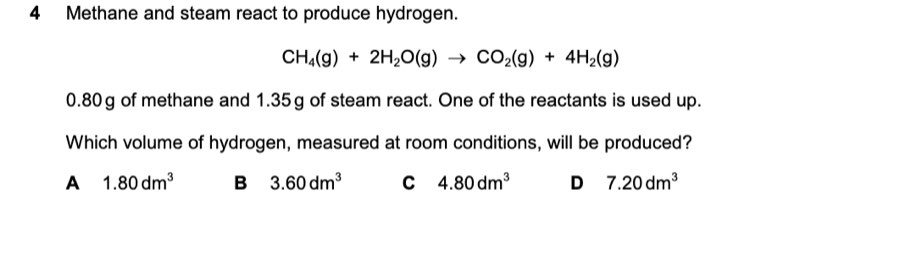 4 Methane and steam react to produce hydrogen.
CH₄(g) + 2H₂O(g) → CO₂(g) + 4H₂(g)
0.80 g of methane and 1.35 g of steam react. One of the reactants is used up.
Which volume of hydrogen, measured at room conditions, will be produced?
A 1.80 dm³ B 3.60 dm³ C 4.80 dm³ D 7.20 dm³